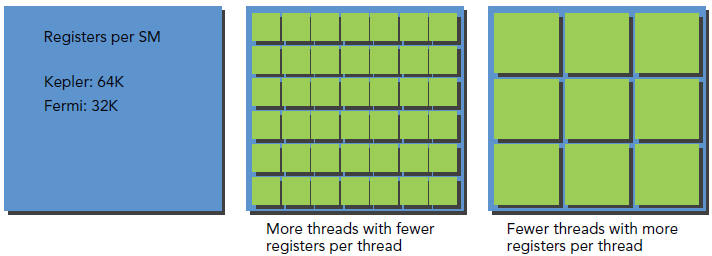 Registers per SM
Kepler: 64K
Fermi: 32K
More threads with fewer
registers per thread
Fewer threads with more
registers per thread